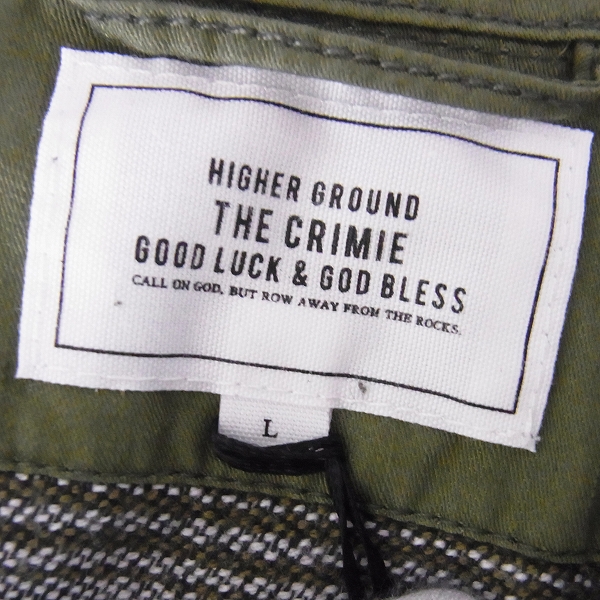 HIGHER GROUND
THE CRIMIE
GOOD LUCK & GOD BLESS
CALL ON GOD, BUT ROW AWAY FROM THE ROCKS.
L